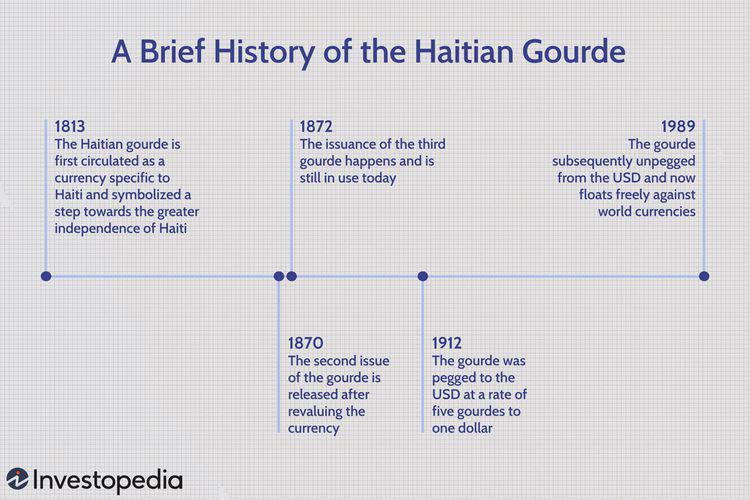 A Brief History of the Haitian Gourde
1813
The Haitian gourde is
first circulated as a
currency specific to
Haiti and symbolized a
step towards the greater
independence of Haiti
1872
The issuance of the third
gourde happens and is
still in use today
1989
The gourde
subsequently unpegged
from the USD and now
floats freely against
world currencies
1870
The second issue
of the gourde is
released after
revaluing the
currency
1912
The gourde was
pegged to the
USD at a rate of
five gourdes to
one dollar
Investopedia